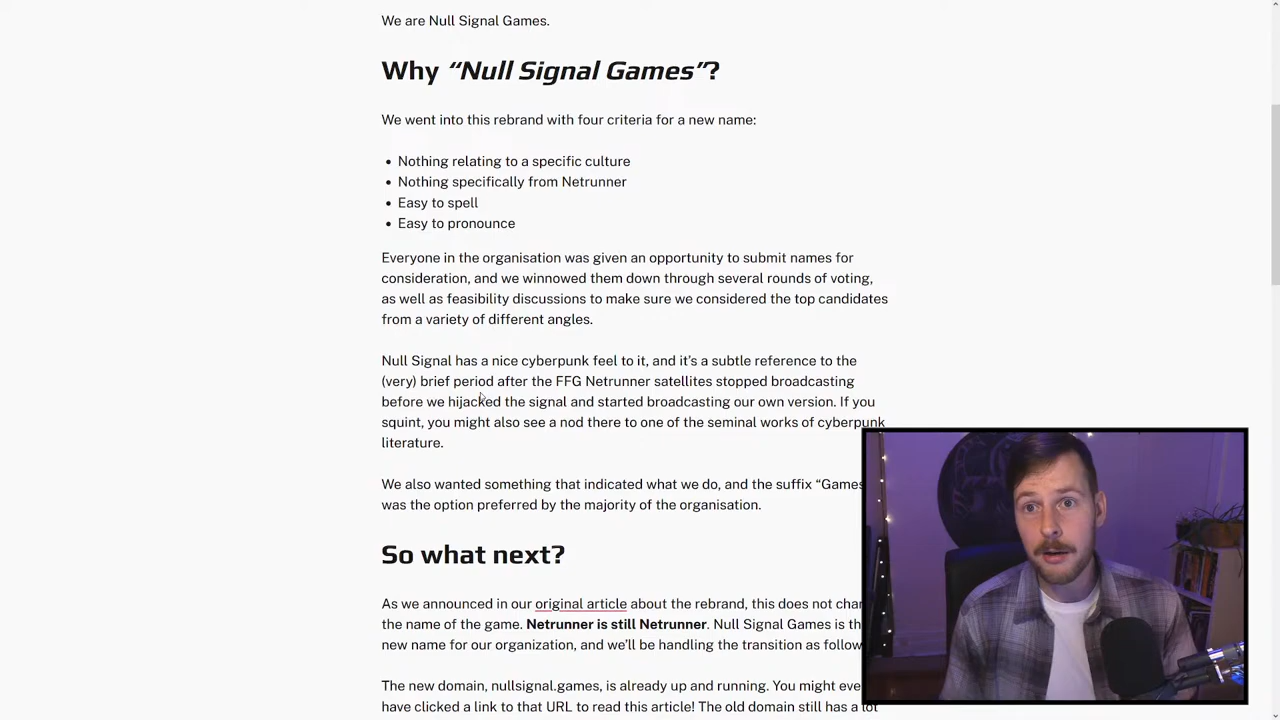 We are Null Signal Games.
Why “Null Signal Games”?
We went into this rebrand with four criteria for a new name:
• Nothing relating to a specific culture
• Nothing specifically from Netrunner
• Easy to spell
• Easy to pronounce
Everyone in the organisation was given an opportunity to submit names for
consideration, and we winnowed them down through several rounds of voting,
as well as feasibility discussions to make sure we considered the top candidates
from a variety of different angles.
Null Signal has a nice cyberpunk feel to it, and it’s a subtle reference to the
(very) brief period after the FFG Netrunner satellites stopped broadcasting
before we hijacked the signal and started broadcasting our own version. If you
squint, you might also see a nod there to one of the seminal works of cyberpunk
literature.
We also wanted something that indicated what we do, and the suffix “Games
was the option preferred by the majority of the organisation.
So what next?
As we announced in our original article about the rebrand, this does not
the name of the game. Netrunner is still Netrunner. Null Signal Games is
new name for our organization, and we’ll be handling the transition as
The new domain, nullsignal.games, is already up and running. You might
have clicked a link to that URL to read this article! The old domain still has a lot